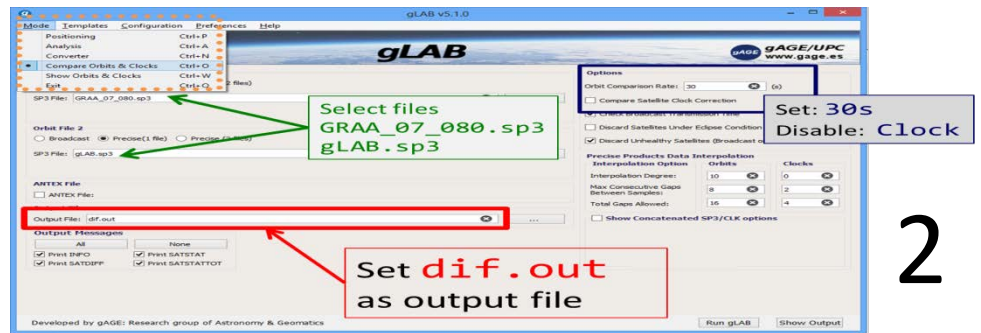 gLAB v5.1.0
Mode Templates Configuration Preferences Help
Positioning Ctrl+P
Analysis Ctrl+A
Converter Ctrl+N
Compare Orbits & Clocks Ctrl+O
Show Orbits & Clocks Ctrl+W
Exit Ctrl+Q
gLAB
gAGE
gAGE/UPC
www.gage.es
files)
SP3 File: GRAA_07_080.sp3
Orbit File 2
Broadcast Precise(1 file) Precise
SP3 File: gLAB.sp3
ANTEX File
ANTEX File:
Output File: dif.out ...
Output Messages
All None
Print INFO Print SATSTAT
Print SATDIFF Print SATSTATTOT
Select files
GRAA_07_080.sp3
gLAB.sp3
Set dif.out
as output file
Options
Orbit Comparison Rate: 30 (s)
Compare Satellite Clock Correction
Check Broadcast Transmission Time
Discard Satellites Under Eclipse Condition
Discard Unhealthy Satellites (Broadcast
Set: 30s
Disable: Clock
Precise Products Data Interpolation
Interpolation Option Orbits Clocks
Interpolation Degree: 10 0
Max Consecutive Gaps
Between Samples: 8 2
Total Gaps Allowed: 16 4
Show Concatenated SP3/CLK options
2
Developed by gAGE: Research group of Astronomy & Geomatics
Run gLAB Show Output